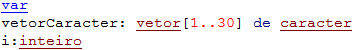 var
vetorCaracter: vetor[1..30] de caracter
i:inteiro